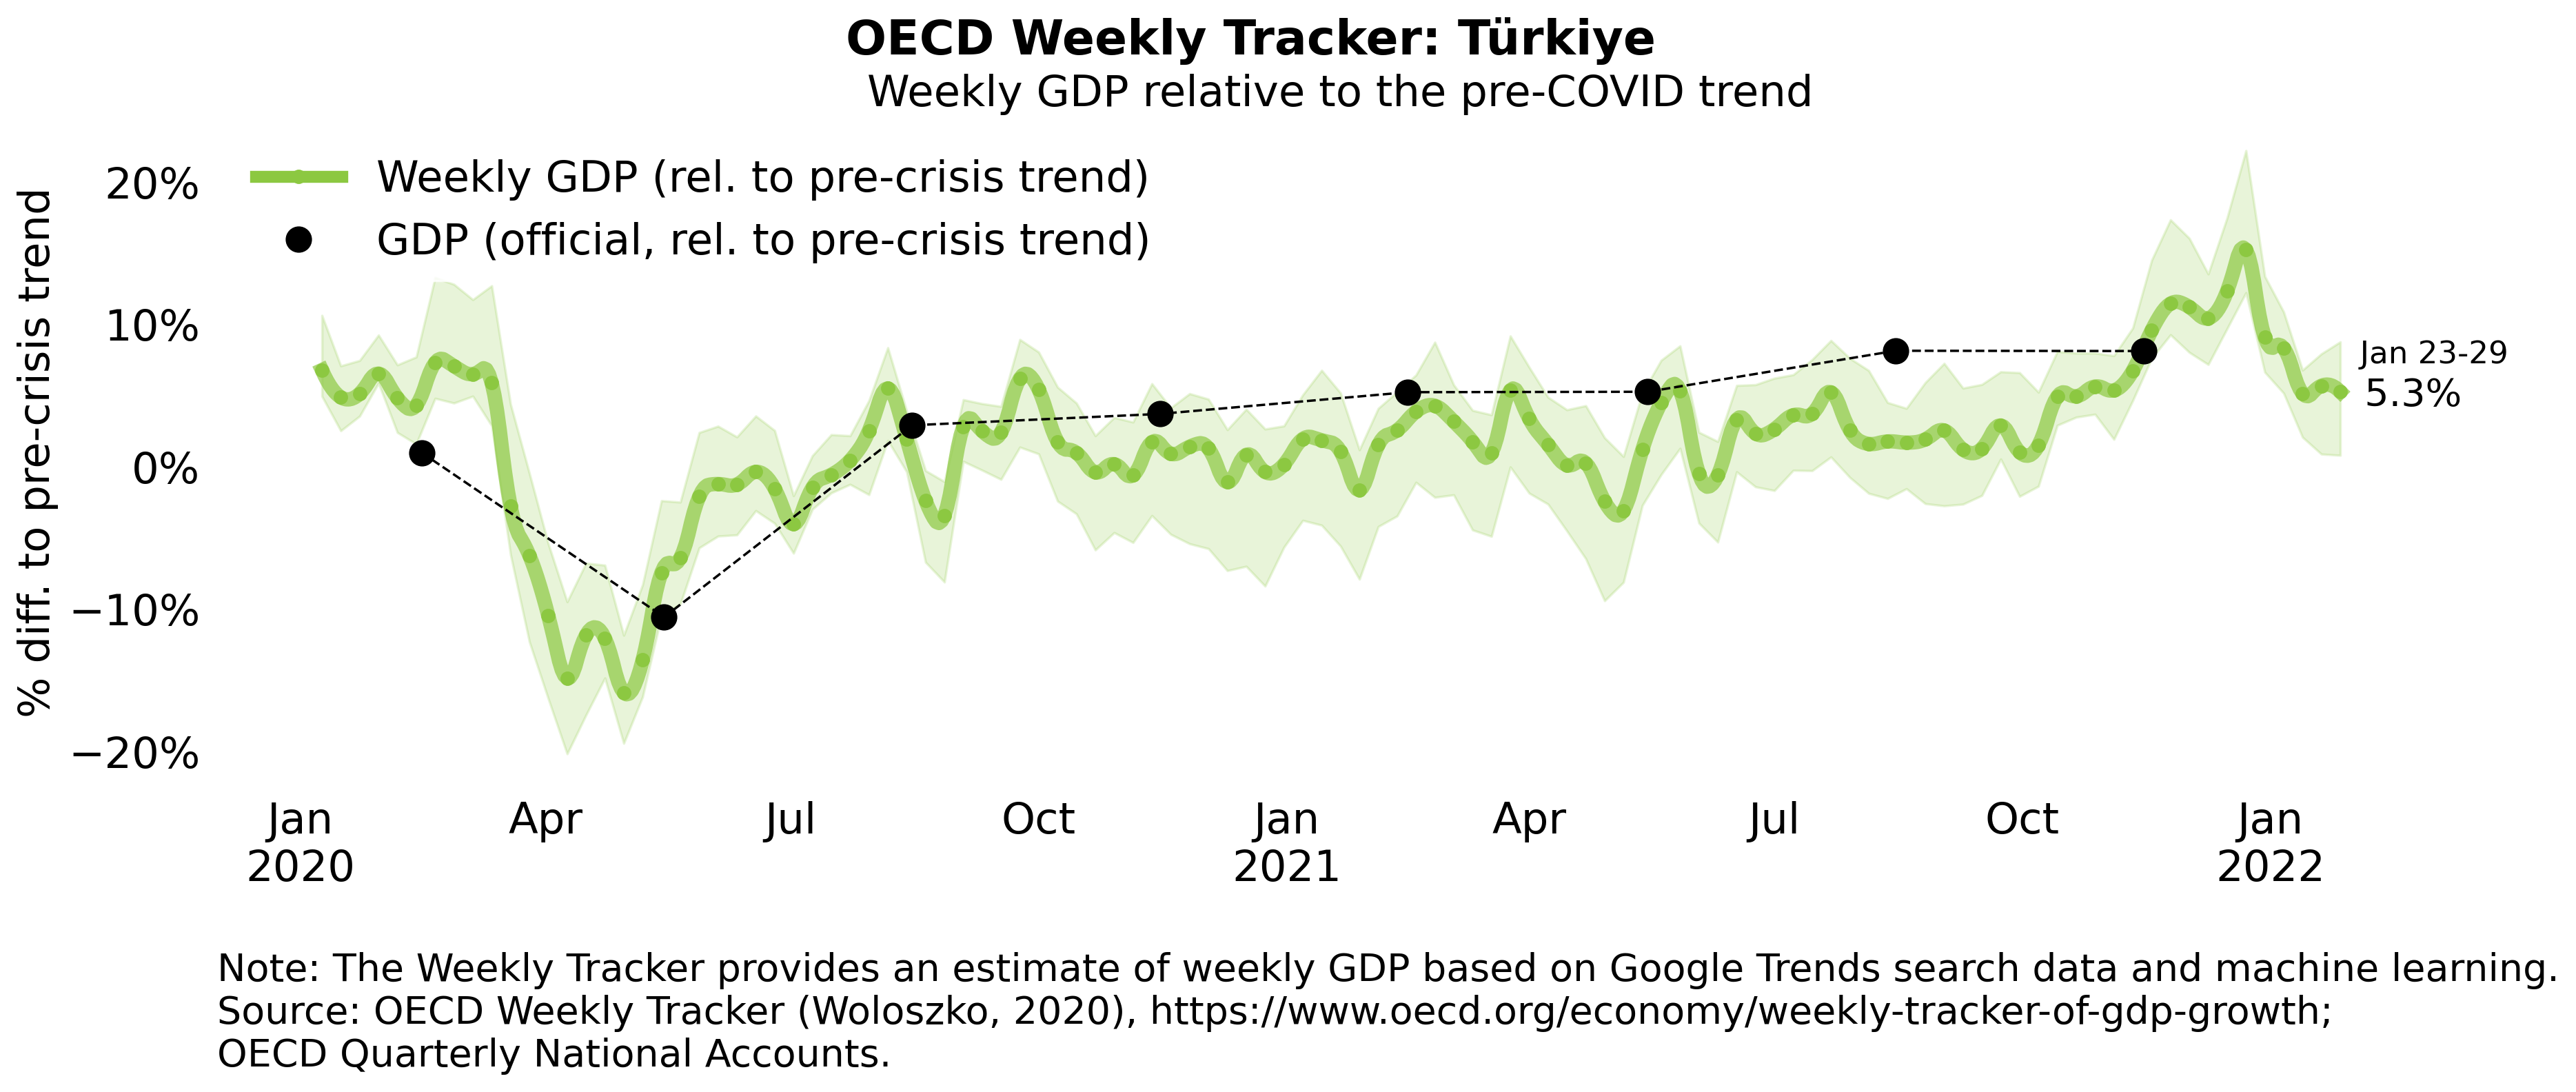 OECD Weekly Tracker: Türkiye
Weekly GDP relative to the pre-COVID trend
Weekly GDP (rel. to pre-crisis trend)
GDP (official, rel. to pre-crisis trend)
% diff. to pre-crisis trend
20%
10%
0%
−10%
−20%
Jan 23-29
5.3%
Jan Apr Jul Oct Jan Apr Jul Oct Jan
2020 2021 2022
Note: The Weekly Tracker provides an estimate of weekly GDP based on Google Trends search data and machine learning.
Source: OECD Weekly Tracker (Woloszko, 2020), https://www.oecd.org/economy/weekly-tracker-of-gdp-growth;
OECD Quarterly National Accounts.